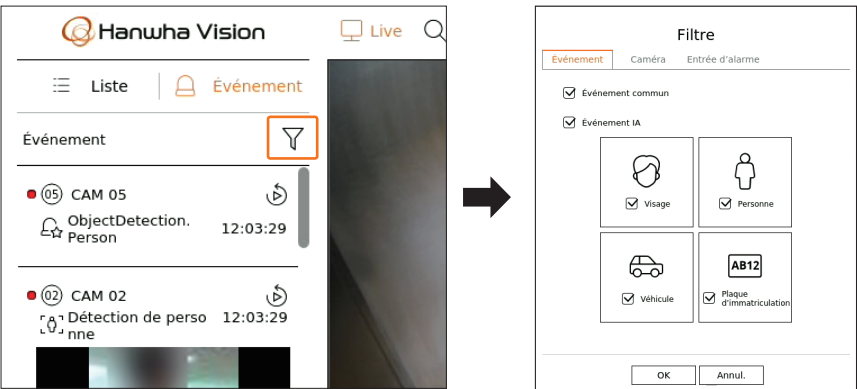 Hanwha Vision
Live
Liste
Événement
Événement
05 CAM 05
ObjectDetection.
Person
12:03:29
02 CAM 02
Détection de perso
nne
12:03:29
Filtre
Événement Caméra Entrée d'alarme
Événement commun
Événement IA
Visage
Personne
Véhicule
AB12
Plaque
d'immatriculation
OK
Annul.